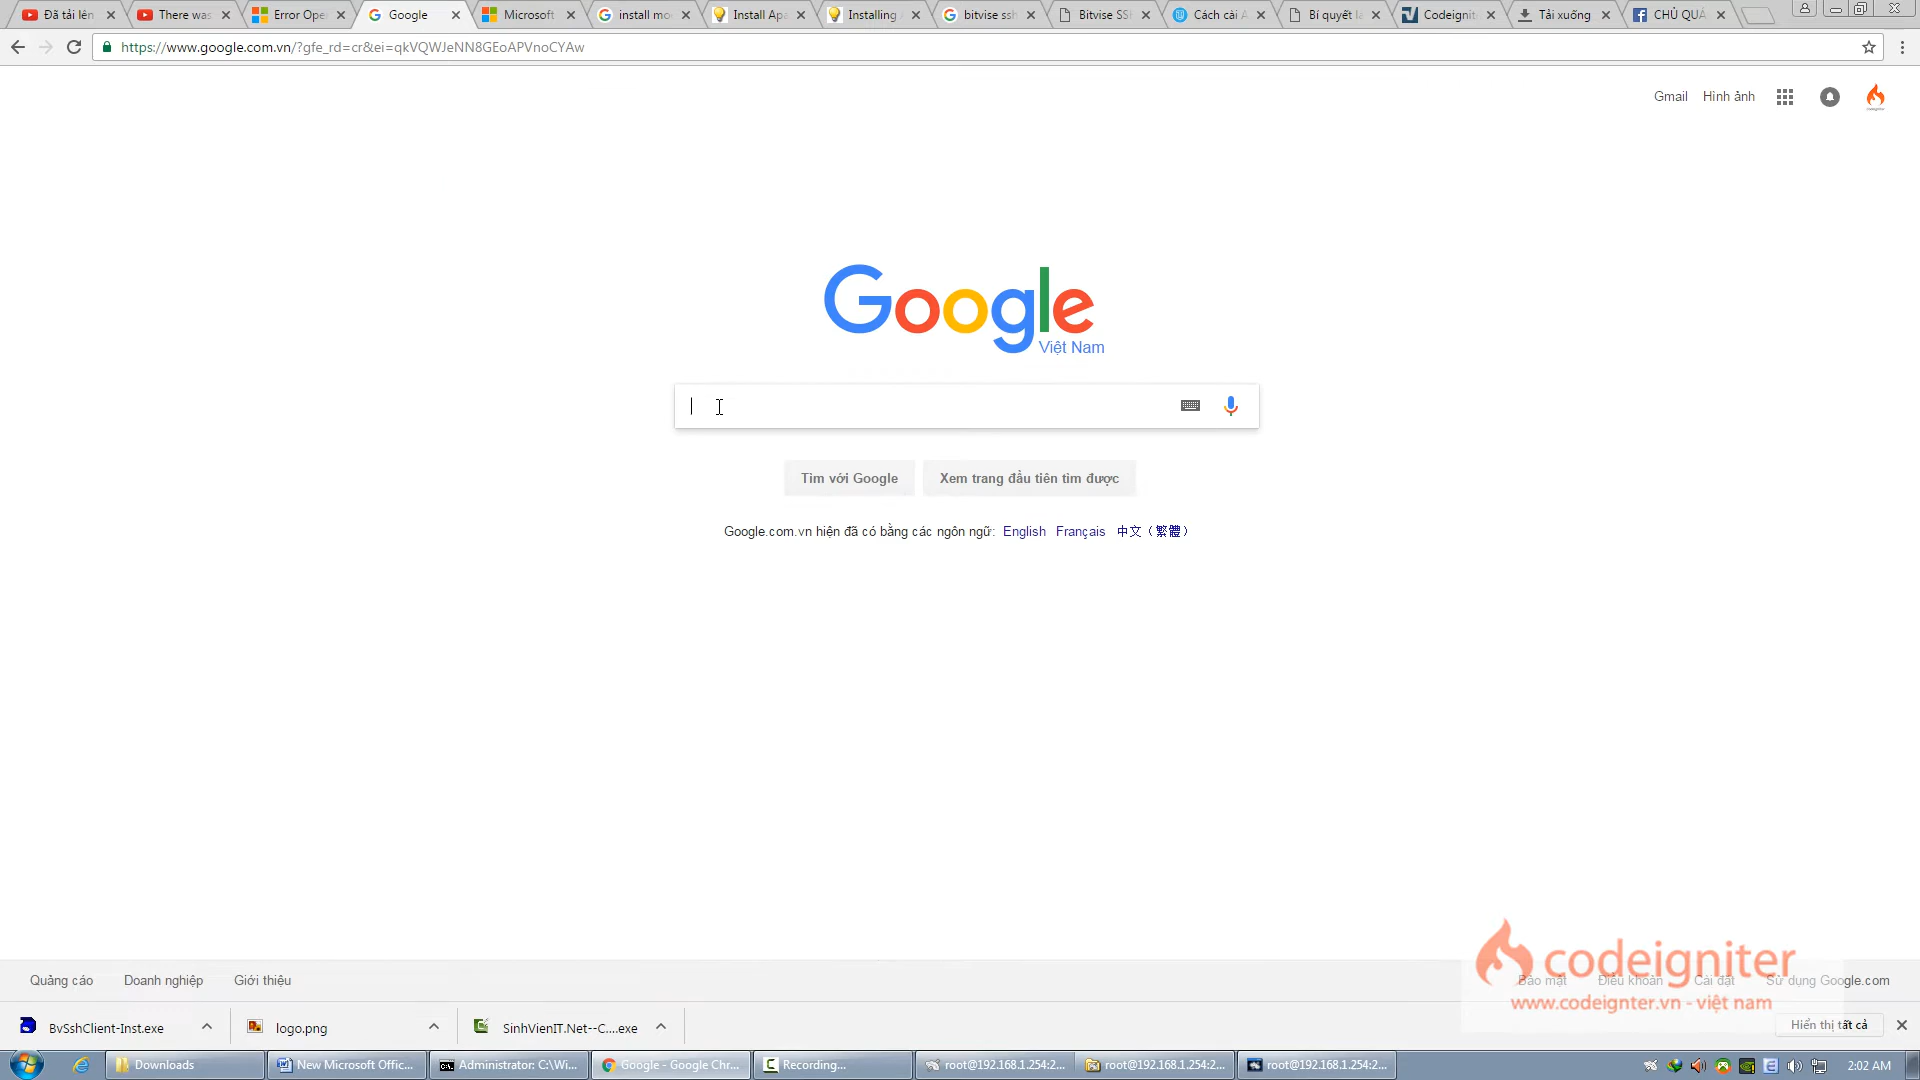 Đã tải lên
There was
Error Ope
Google
Microsoft
install mo
Install Apa
Installing
bitvise ssh
Bitvise SS
Cách cài A
Bí quyết
Codeignit
Tải xuống
CHỦ QUẢ
https://www.google.com.vn/?gfe_rd=cr&ei=qkVQWJeNN8GEoAPVnoCYAw
Gmail Hình ảnh
Google
Việt Nam
Tìm với Google
Xem trang đầu tiên tìm được
Google.com.vn hiện đã có bằng các ngôn ngữ: English Français 中文（繁體）
Quảng cáo Doanh nghiệp Giới thiệu
Bảo mật Điều khoản Cài đặt Sử dụng Google.com
codeigniter
www.codeignter.vn - việt nam
BvSshClient-Inst.exe
logo.png
SinhVienIT.Net--C....exe
Hiển thị tất cả
Downloads
New Microsoft Offic...
Administrator: C:\Wi...
Google - Google Chr...
Recording...
root@192.168.1.254:2...
root@192.168.1.254:2...
root@192.168.1.254:2...
2:02 AM